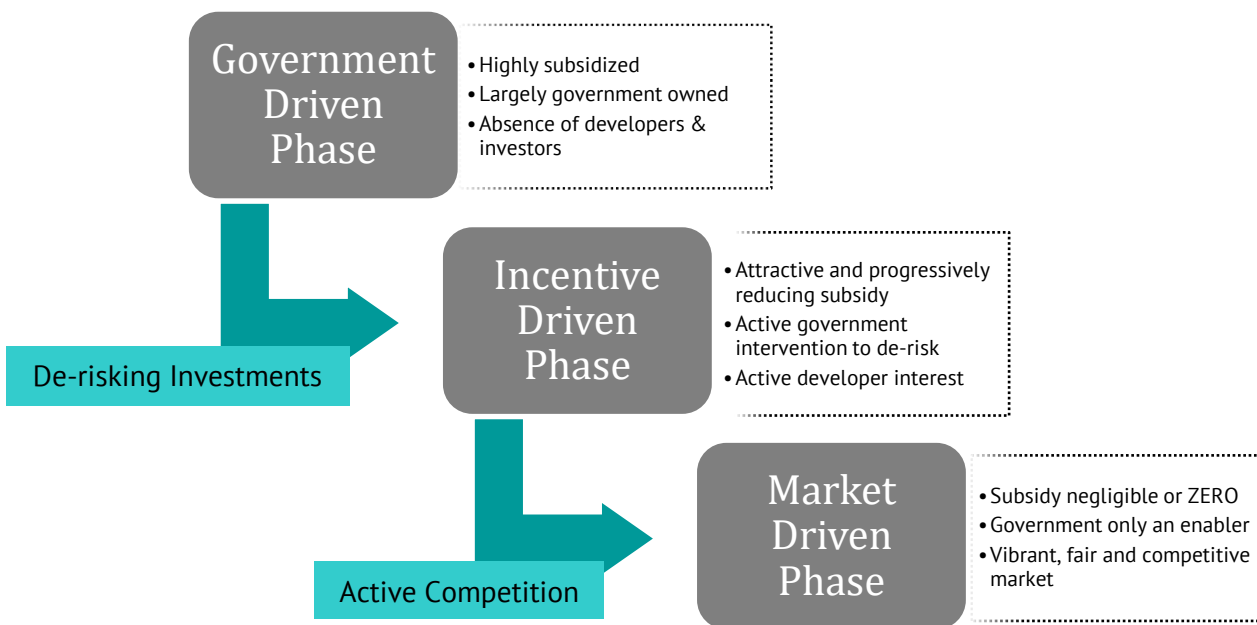 Government
Driven
Phase
• Highly subsidized
• Largely government owned
• Absence of developers &
investors
De-risking Investments
Incentive
Driven
Phase
• Attractive and progressively
reducing subsidy
• Active government
intervention to de-risk
• Active developer interest
Active Competition
Market
Driven
Phase
• Subsidy negligible or ZERO
• Government only an enabler
• Vibrant, fair and competitive
market